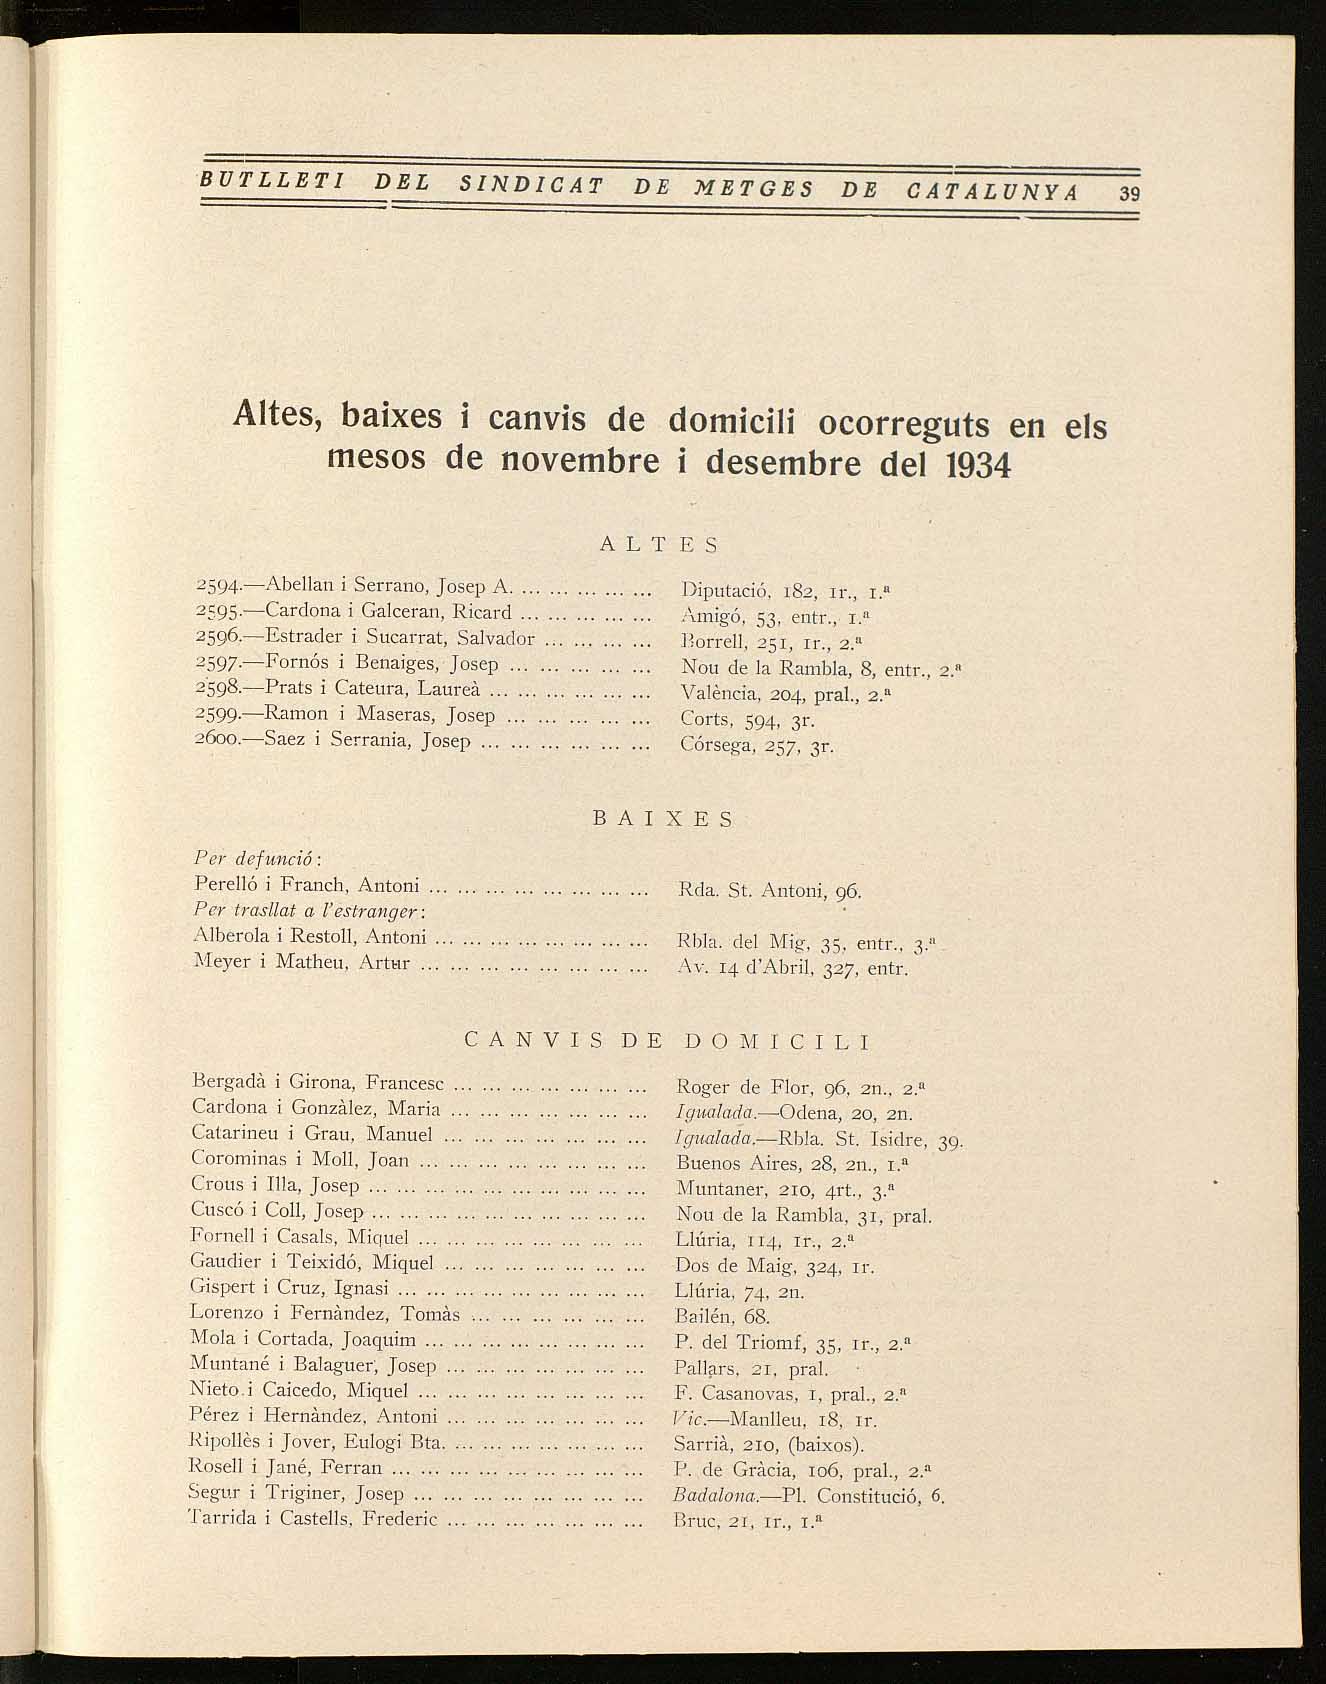 BUTLLETI DEL SINDICAT DE METGES DE CATALUNYA 39
Altes, baixes i canvis de domicili ocorreguts en els
mesos de novembre i desembre del 1934
ALTES
2594.—Abellan i Serrano, Josep A. ... ... ... ... ... Diputació, 182, 1r., 1.ª
2595.—Cardona i Galceran, Ricard ... ... ... ... ... Amigó, 53, entr., 1.ª
2596.—Estrader i Sucarrat, Salvador ... ... ... ... Borrell, 251, 1r., 2.ª
2597.—Fornós i Benaiges, Josep ... ... ... ... ... Nou de la Rambla, 8, entr., 2.ª
2598.—Prats i Cateura, Laureà ... ... ... ... ... ... València, 204, pral., 2.ª
2599.—Ramon i Maseras, Josep ... ... ... ... ... Corts, 594, 3r.
2600.—Saez i Serrania, Josep ... ... ... ... ... ... Córsega, 257, 3r.
BAIXES
Per defunció:
Perelló i Franch, Antoni ... ... ... ... ... ... ... ... Rda. St. Antoni, 96.
Per trasllat a l'estranger:
Alberola i Restoll, Antoni ... ... ... ... ... ... ... ... Rbla. del Mig, 35, entr., 3.ª
Meyer i Matheu, Artur ... ... ... ... ... ... ... ... Av. 14 d'Abril, 327, entr.
CANVIS DE DOMICILI
Bergadà i Girona, Francesc ... ... ... ... ... ... ... Roger de Flor, 96, 2n., 2.ª
Cardona i Gonzàlez, Maria ... ... ... ... ... ... ... Igualada.—Odena, 20, 2n.
Catarineu i Grau, Manuel ... ... ... ... ... ... ... Igualada.—Rbla. St. Isidre, 39.
Corominas i Moll, Joan ... ... ... ... ... ... ... ... Buenos Aires, 28, 2n., 1.ª
Crous i Illa, Josep ... ... ... ... ... ... ... ... ... ... Muntaner, 210, 4rt., 3.ª
Cuscó i Coll, Josep ... ... ... ... ... ... ... ... ... ... Nou de la Rambla, 31, pral.
Fornell i Casals, Miquel ... ... ... ... ... ... ... ... Llúria, 114, 1r., 2.ª
Gaudier i Teixidó, Miquel ... ... ... ... ... ... ... Dos de Maig, 324, 1r.
Gispert i Cruz, Ignasi ... ... ... ... ... ... ... ... ... Llúria, 74, 2n.
Lorenzo i Fernàndez, Tomàs ... ... ... ... ... ... Bailén, 68.
Mola i Cortada, Joaquim ... ... ... ... ... ... ... ... P. del Triomf, 35, 1r., 2.ª
Muntané i Balaguer, Josep ... ... ... ... ... ... ... Pallars, 21, pral.
Nieto i Caicedo, Miquel ... ... ... ... ... ... ... ... F. Casanovas, 1, pral., 2.ª
Pérez i Hernàndez, Antoni ... ... ... ... ... ... ... Vic.—Manlleu, 18, 1r.
Ripollès i Jover, Eulogi Bta. ... ... ... ... ... ... ... Sarrià, 210, (baixos).
Rosell i Jané, Ferran ... ... ... ... ... ... ... ... ... P. de Gràcia, 106, pral., 2.ª
Segur i Triginer, Josep ... ... ... ... ... ... ... ... Badalona.—Pl. Constitució, 6.
Tarrida i Castells, Frederic ... ... ... ... ... ... ... Bruc, 21, 1r., 1.ª